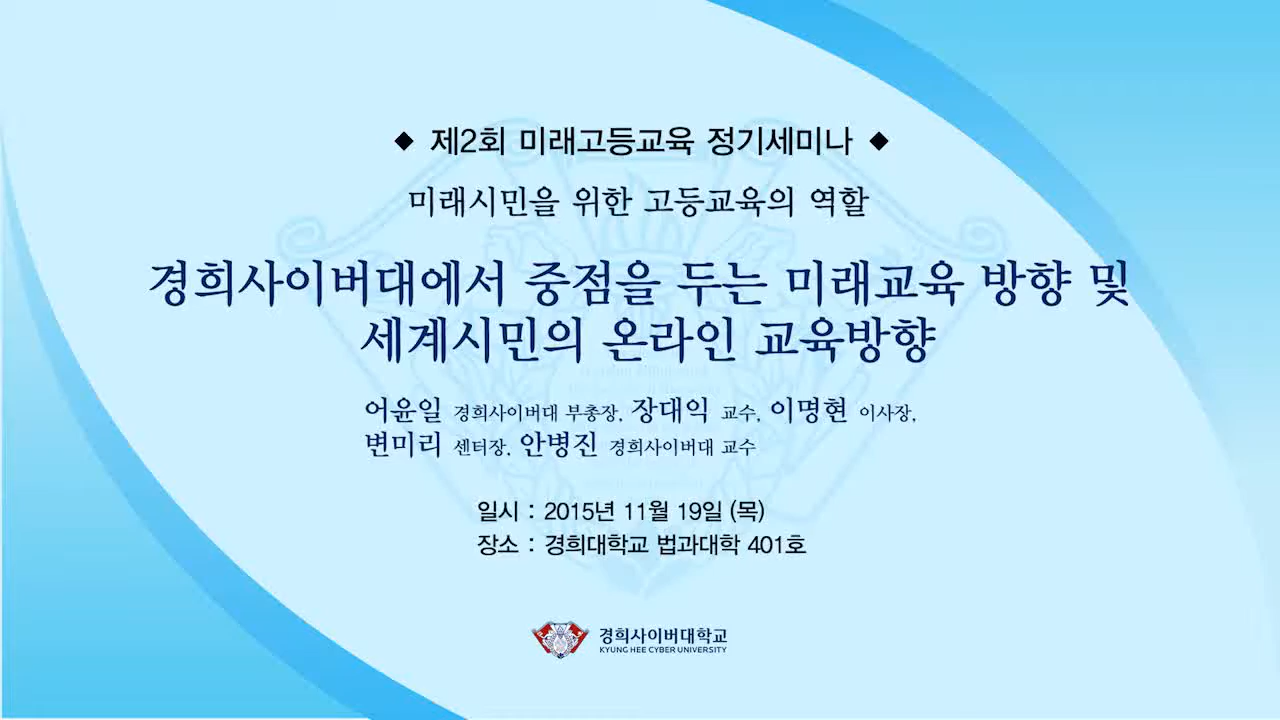 ◆ 제2회 미래고등교육 정기세미나 ◆
미래시민을 위한 고등교육의 역할
경희사이버대에서 중점을 두는 미래교육 방향 및
세계시민의 온라인 교육방향
어윤일 경희사이버대 부총장, 장대익 교수, 이명현 이사장,
변미리 센터장, 안병진 경희사이버대 교수
일시 : 2015년 11월 19일 (목)
장소 : 경희대학교 법과대학 401호
경희사이버대학교
KYUNG HEE CYBER UNIVERSITY